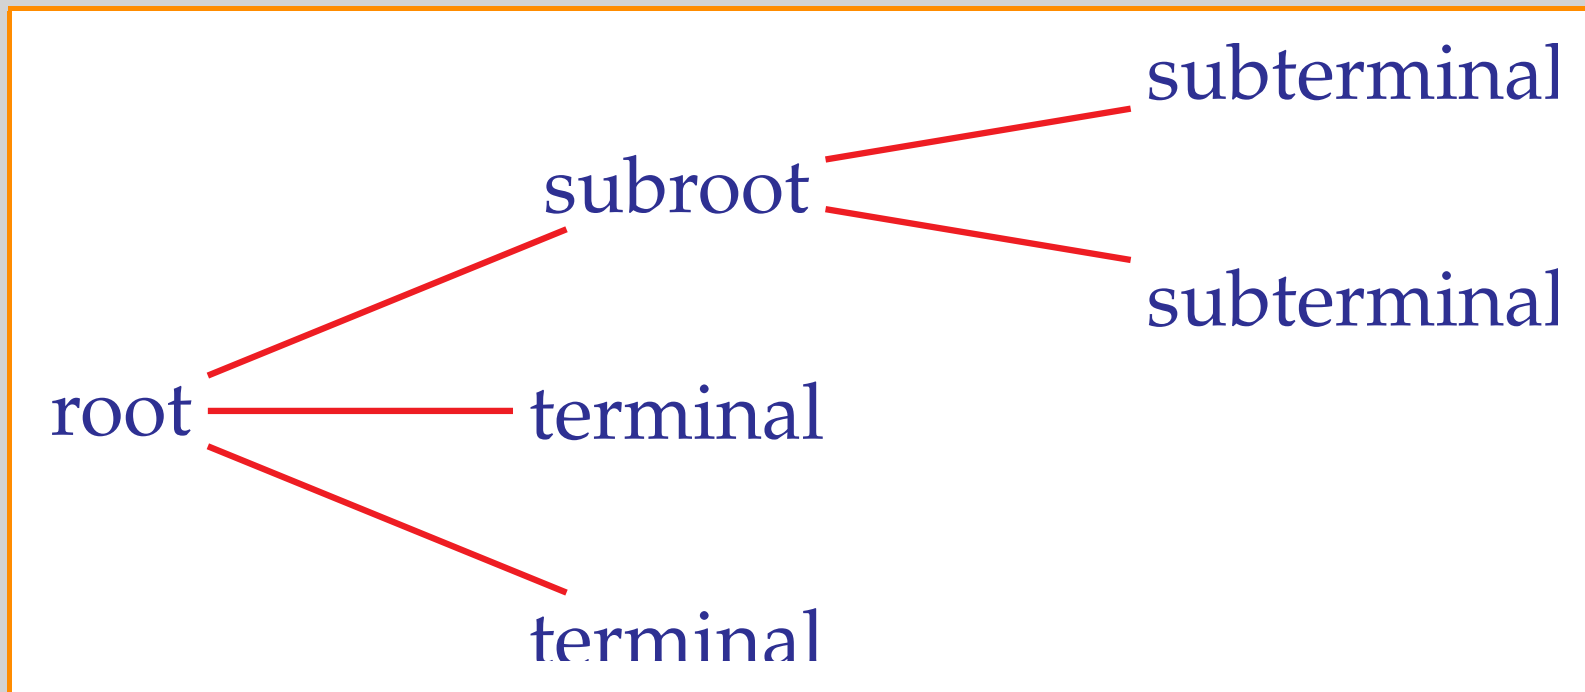 subterminal
subroot
subterminal
root
terminal
terminal